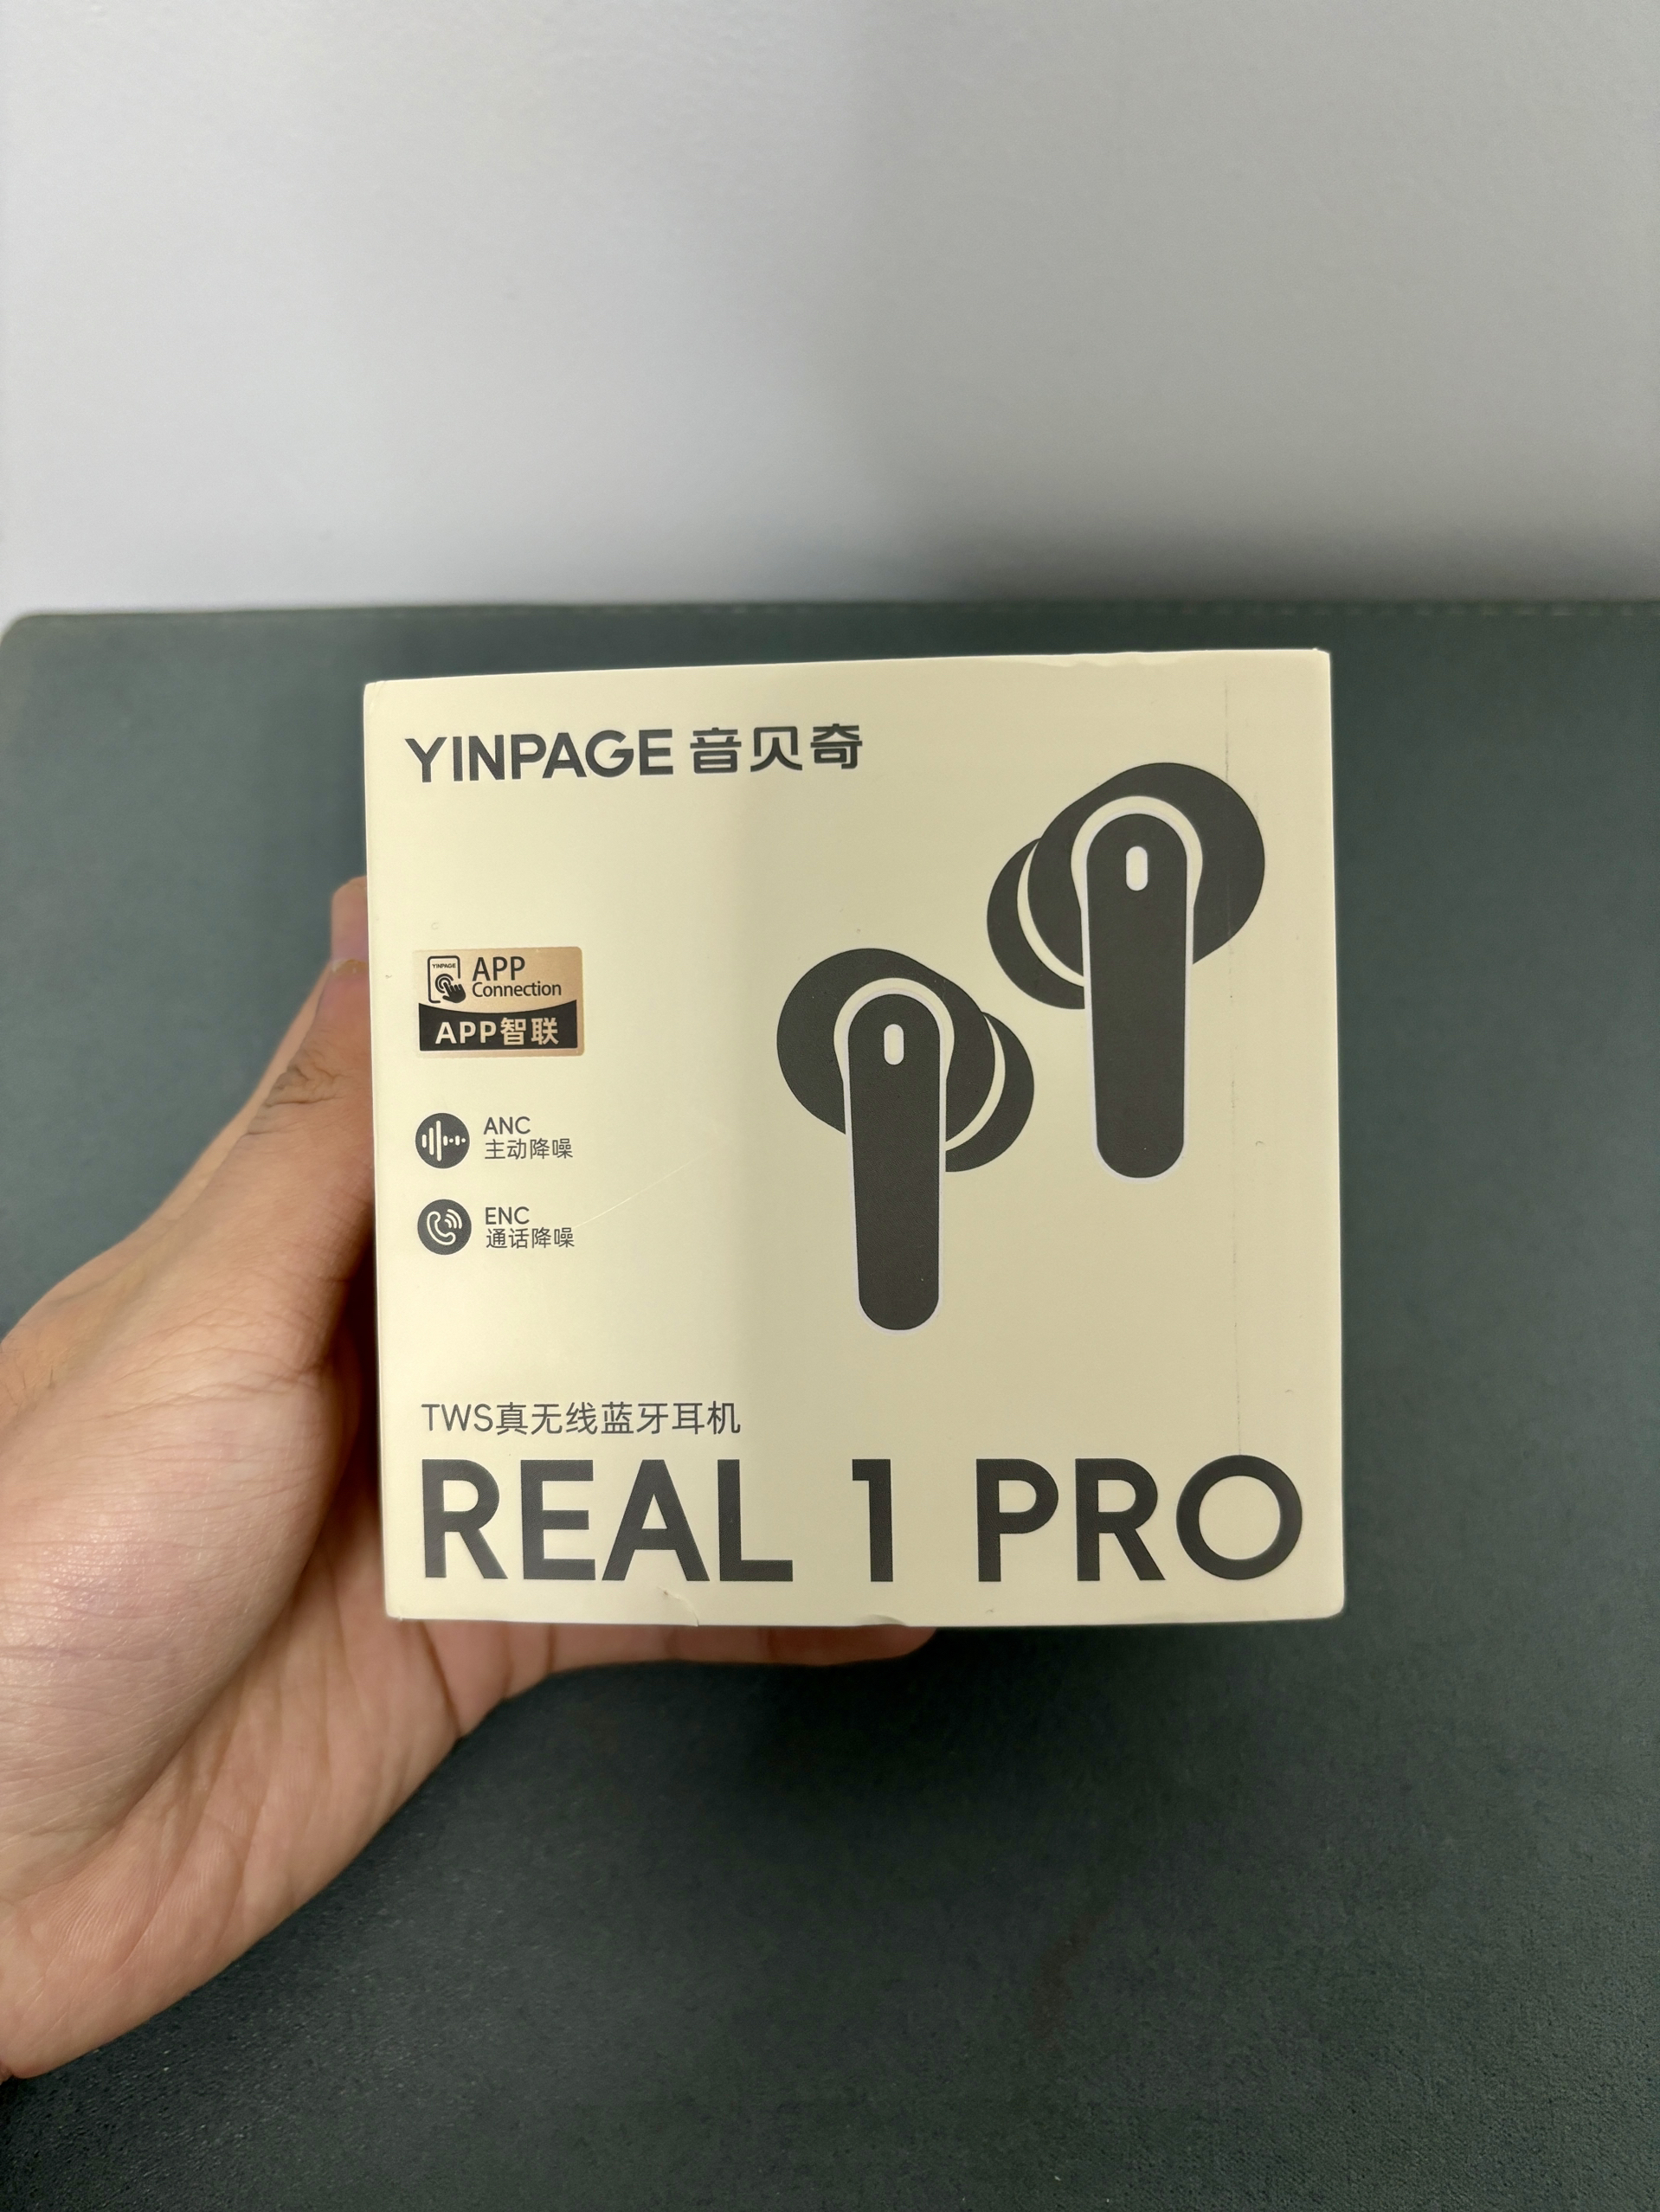 YINPAGE 音贝奇
YINPAGE
APP
Connection
APP智联
ANC
主动降噪
ENC
通话降噪
TWS真无线蓝牙耳机
REAL 1 PRO